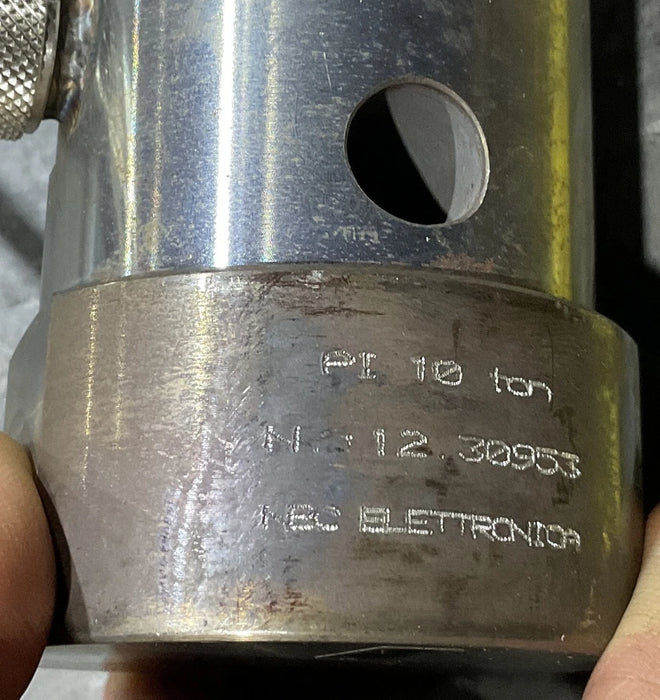 PI 10 ton
N.: 12.30953
NBC ELETTRONICA